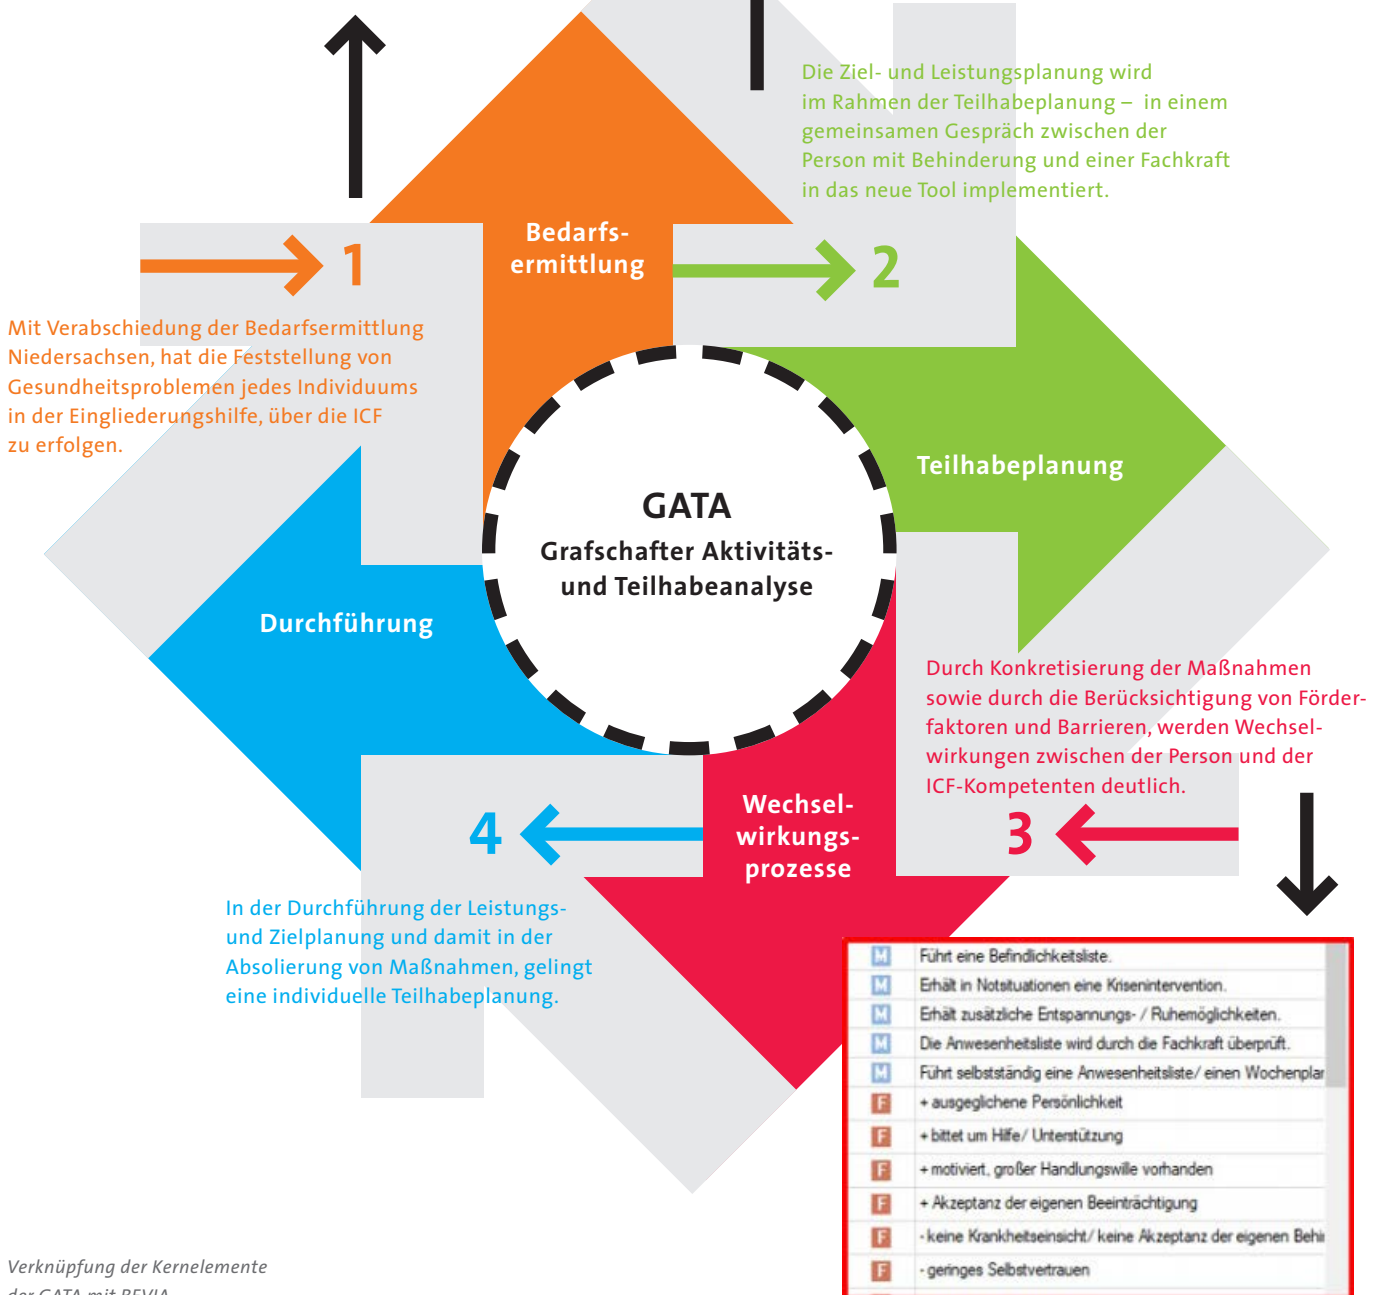 Die Ziel- und Leistungsplanung wird
im Rahmen der Teilhabeplanung – in einem
gemeinsamen Gespräch zwischen der
Person mit Behinderung und einer Fachkraft
in das neue Tool implementiert.
Bedarfs-
ermittlung
1
2
Mit Verabschiedung der Bedarfsermittlung
Niedersachsen, hat die Feststellung von
Gesundheitsproblemen jedes Individuums
in der Eingliederungshilfe, über die ICF
zu erfolgen.
Teilhabeplanung
GATA
Grafschafter Aktivitäts-
und Teilhabeanalyse
Durchführung
Durch Konkretisierung der Maßnahmen
sowie durch die Berücksichtigung von Förder-
faktoren und Barrieren, werden Wechsel-
wirkungen zwischen der Person und der
ICF-Kompetenten deutlich.
Wechsel-
wirkungs-
prozesse
3
4
In der Durchführung der Leistungs-
und Zielplanung und damit in der
Absolierung von Maßnahmen, gelingt
eine individuelle Teilhabeplanung.
M Führt eine Befindlichkeitsliste.
M Erhält in Notsituationen eine Krisenintervention.
M Erhält zusätzliche Entspannungs- / Ruhemöglichkeiten.
M Die Anwesenheitsliste wird durch die Fachkraft überprüft.
M Führt selbstständig eine Anwesenheitsliste/ einen Wochenplan
F + ausgeglichene Persönlichkeit
F + bittet um Hilfe/ Unterstützung
F + motiviert, großer Handlungswille vorhanden
F + Akzeptanz der eigenen Beeinträchtigung
F - keine Krankheitseinsicht/ keine Akzeptanz der eigenen Behi
F - geringes Selbstvertrauen
Verknüpfung der Kernelemente
der GATA mit BEVIA